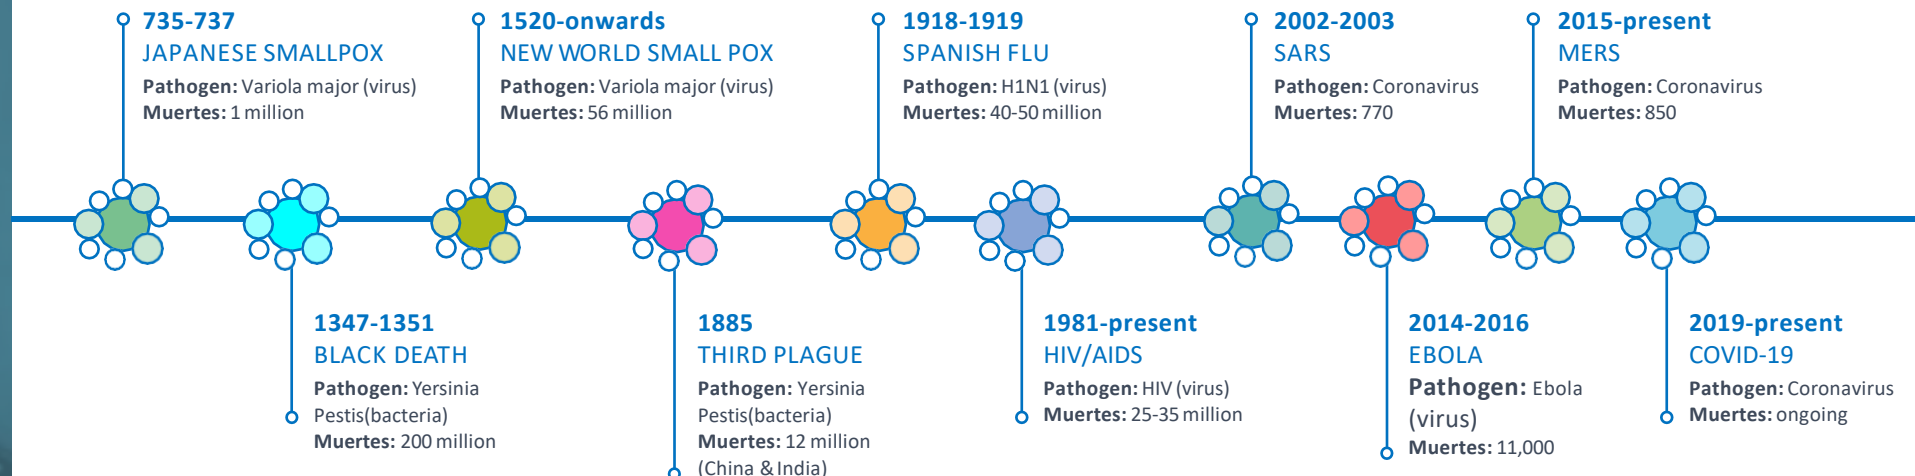 735-737
JAPANESE SMALLPOX
Pathogen: Variola major (virus)
Muertes: 1 million
1520-onwards
NEW WORLD SMALL POX
Pathogen: Variola major (virus)
Muertes: 56 million
1918-1919
SPANISH FLU
Pathogen: H1N1 (virus)
Muertes: 40-50 million
2002-2003
SARS
Pathogen: Coronavirus
Muertes: 770
2015-present
MERS
Pathogen: Coronavirus
Muertes: 850
1347-1351
BLACK DEATH
Pathogen: Yersinia
Pestis(bacteria)
Muertes: 200 million
1885
THIRD PLAGUE
Pathogen: Yersinia
Pestis(bacteria)
Muertes: 12 million
(China & India)
1981-present
HIV/AIDS
Pathogen: HIV (virus)
Muertes: 25-35 million
2014-2016
EBOLA
Pathogen: Ebola
(virus)
Muertes: 11,000
2019-present
COVID-19
Pathogen: Coronavirus
Muertes: ongoing